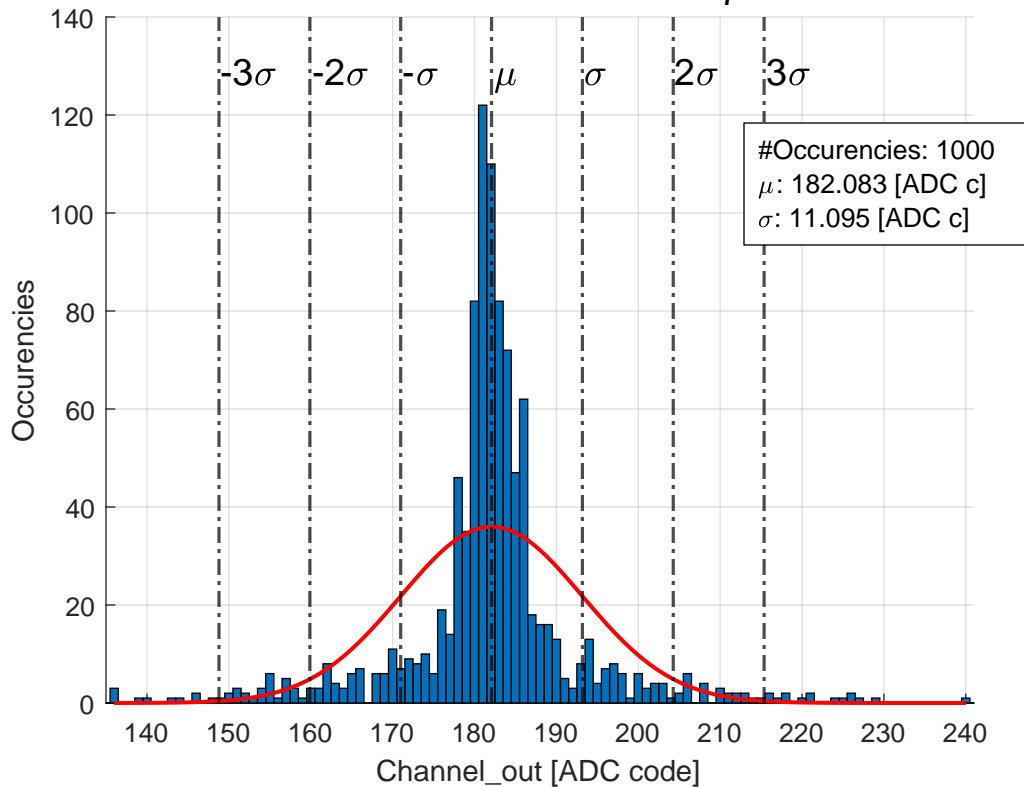 140
120
100
80
60
40
20
0
-3σ
-2σ
-σ
μ
σ
2σ
3σ
#Occurencies: 1000
μ: 182.083 [ADC c]
σ: 11.095 [ADC c]
Occurencies
140 150 160 170 180 190 200 210 220 230 240
Channel_out [ADC code]